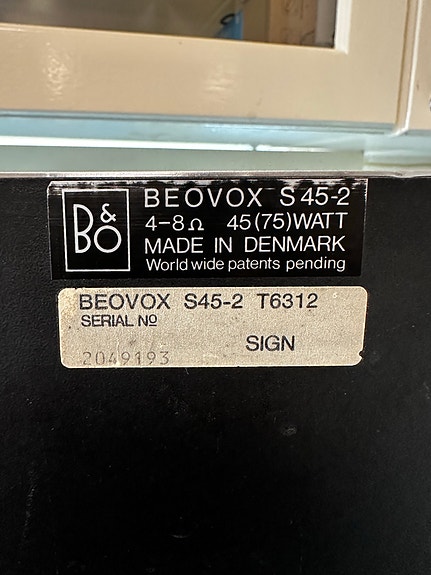 B&O
BEOVOX S 45-2
4-8Ω 45(75)WATT
MADE IN DENMARK
World wide patents pending
BEOVOX S45-2 T6312
SERIAL Nº
2049193
SIGN